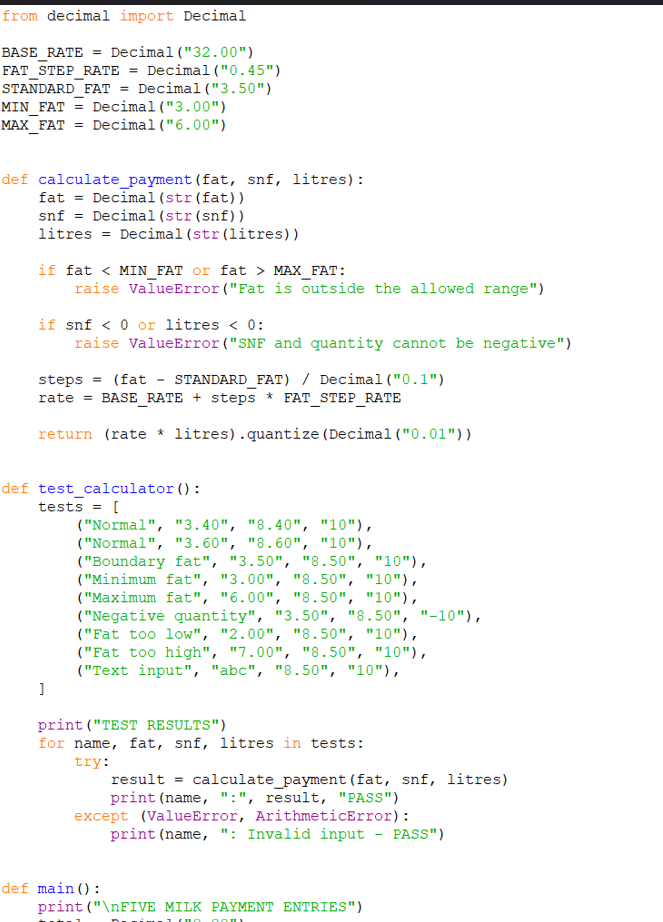 from decimal import Decimal

BASE_RATE = Decimal("32.00")
FAT_STEP_RATE = Decimal("0.45")
STANDARD_FAT = Decimal("3.50")
MIN_FAT = Decimal("3.00")
MAX_FAT = Decimal("6.00")


def calculate_payment(fat, snf, litres):
    fat = Decimal(str(fat))
    snf = Decimal(str(snf))
    litres = Decimal(str(litres))

    if fat < MIN_FAT or fat > MAX_FAT:
        raise ValueError("Fat is outside the allowed range")

    if snf < 0 or litres < 0:
        raise ValueError("SNF and quantity cannot be negative")

    steps = (fat - STANDARD_FAT) / Decimal("0.1")
    rate = BASE_RATE + steps * FAT_STEP_RATE

    return (rate * litres).quantize(Decimal("0.01"))


def test_calculator():
    tests = [
        ("Normal", "3.40", "8.40", "10"),
        ("Normal", "3.60", "8.60", "10"),
        ("Boundary fat", "3.50", "8.50", "10"),
        ("Minimum fat", "3.00", "8.50", "10"),
        ("Maximum fat", "6.00", "8.50", "10"),
        ("Negative quantity", "3.50", "8.50", "-10"),
        ("Fat too low", "2.00", "8.50", "10"),
        ("Fat too high", "7.00", "8.50", "10"),
        ("Text input", "abc", "8.50", "10"),
    ]

    print("TEST RESULTS")
    for name, fat, snf, litres in tests:
        try:
            result = calculate_payment(fat, snf, litres)
            print(name, ":", result, "PASS")
        except (ValueError, ArithmeticError):
            print(name, ": Invalid input - PASS")


def main():
    print("\nFIVE MILK PAYMENT ENTRIES")